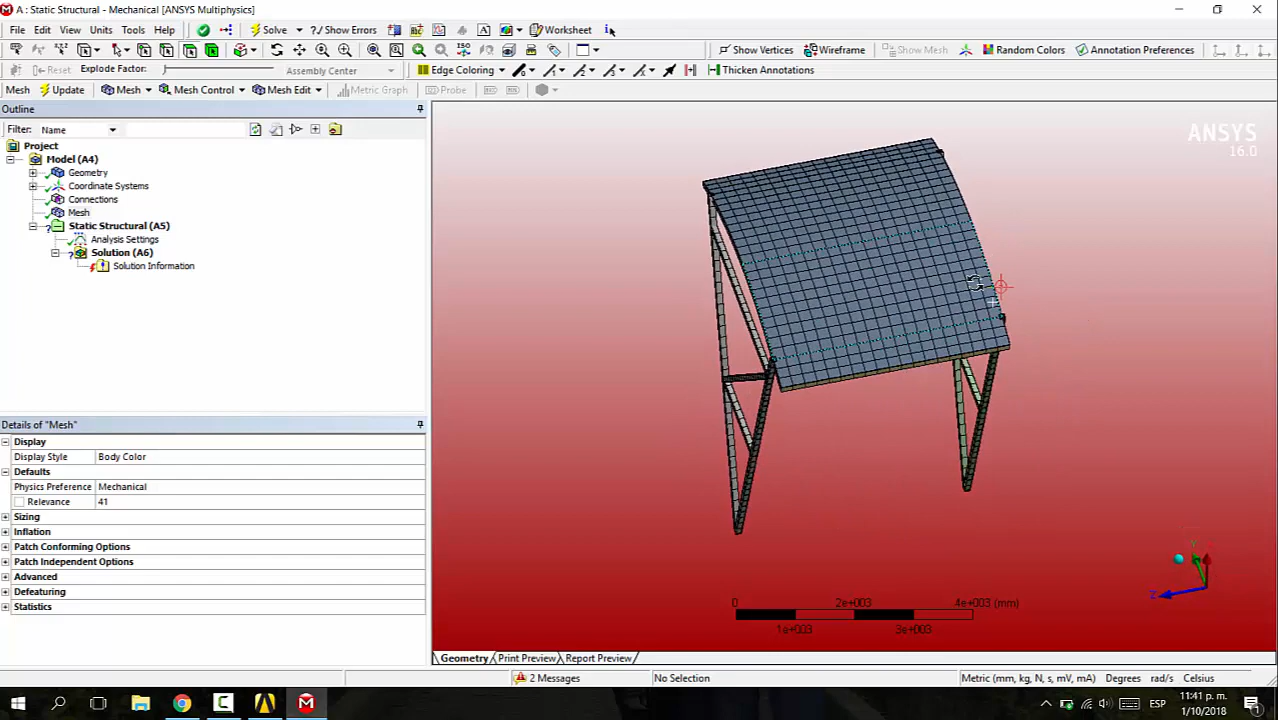 A : Static Structural - Mechanical [ANSYS Multiphysics]
File Edit View Units Tools Help Solve ?/ Show Errors Worksheet
Show Vertices Wireframe Show Mesh Random Colors Annotation Preferences
Reset Explode Factor: Assembly Center Edge Coloring Thicken Annotations
Mesh Update Mesh Mesh Control Mesh Edit Metric Graph Probe
Outline
Filter: Name
Project
Model (A4)
Geometry
Coordinate Systems
Connections
Mesh
Static Structural (A5)
Analysis Settings
Solution (A6)
Solution Information
Details of "Mesh"
Display
Display Style Body Color
Defaults
Physics Preference Mechanical
Relevance 41
Sizing
Inflation
Patch Conforming Options
Patch Independent Options
Advanced
Defeaturing
Statistics
ANSYS
16.0
Y
Z
0 2e+003 4e+003 (mm)
1e+003 3e+003
Geometry Print Preview Report Preview
2 Messages No Selection Metric (mm, kg, N, s, mV, mA) Degrees rad/s Celsius
ESP 11:41 p. m.
1/10/2018